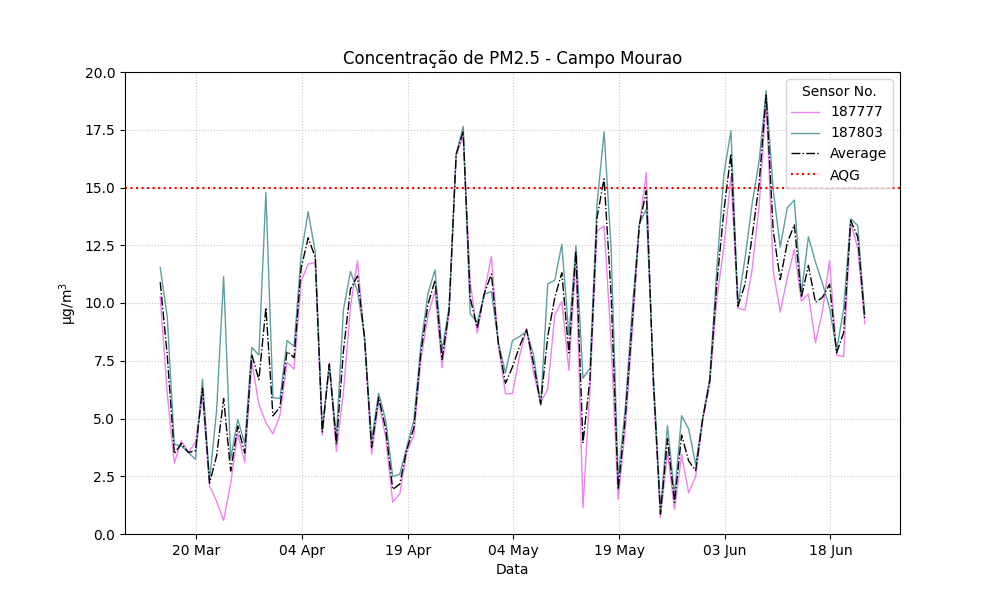 Concentração de PM2.5 - Campo Mourao
20.0
17.5
15.0
12.5
10.0
7.5
5.0
2.5
0.0
µg/m³
Sensor No.
187777
187803
Average
AQG
20 Mar
04 Apr
19 Apr
04 May
19 May
03 Jun
18 Jun
Data